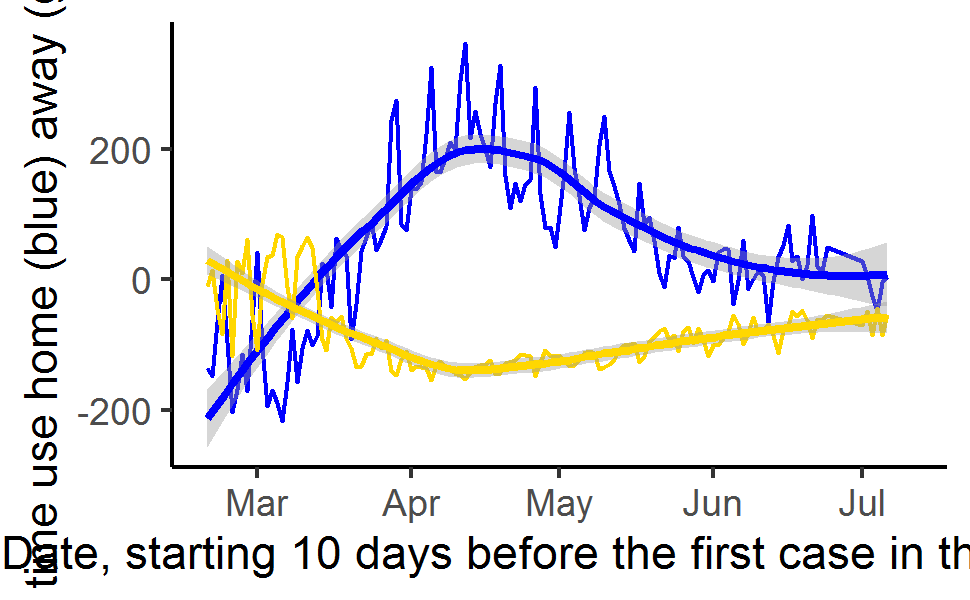 time use home (blue) away (
200
0
-200
Mar Apr May Jun Jul
Date, starting 10 days before the first case in th